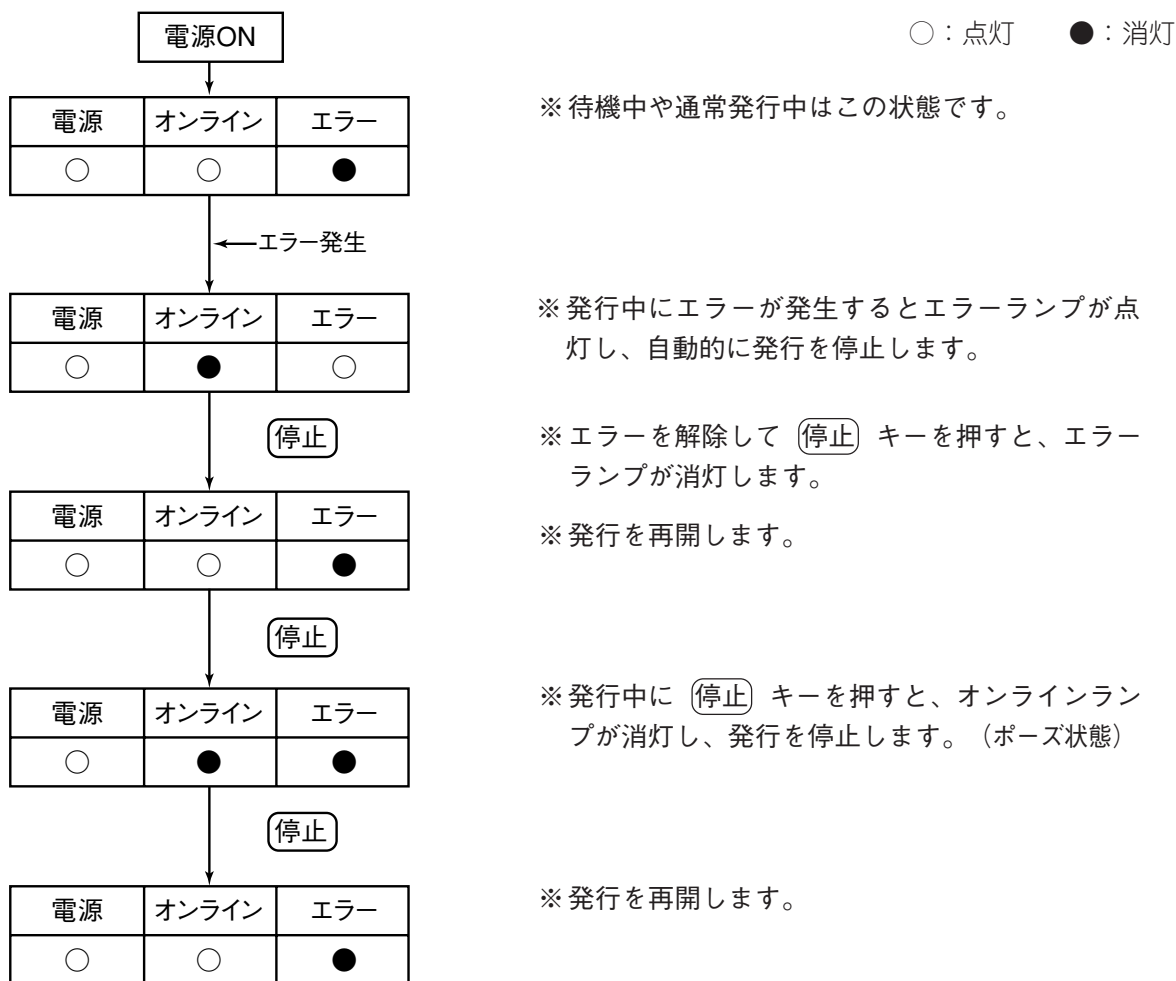 電源ON
○：点灯　●：消灯
電源 オンライン エラー
○ ○ ●
※待機中や通常発行中はこの状態です。
エラー発生
電源 オンライン エラー
○ ● ○
※発行中にエラーが発生するとエラーランプが点
灯し、自動的に発行を停止します。
停止
※エラーを解除して 停止 キーを押すと、エラー
ランプが消灯します。
電源 オンライン エラー
○ ○ ●
※発行を再開します。
停止
電源 オンライン エラー
○ ● ●
※発行中に 停止 キーを押すと、オンラインラン
プが消灯し、発行を停止します。（ポーズ状態）
停止
電源 オンライン エラー
○ ○ ●
※発行を再開します。